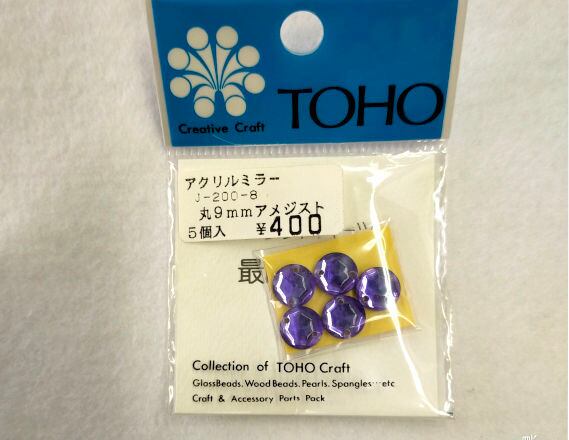 TOHO
Creative Craft
アクリルミラー
J-200-8
丸9mmアメジスト
5個入 ¥400
最
Collection of TOHO Craft
GlassBeads. Wood Beads. Pearls. Spangles. etc
Craft & Accessory Parts Pack